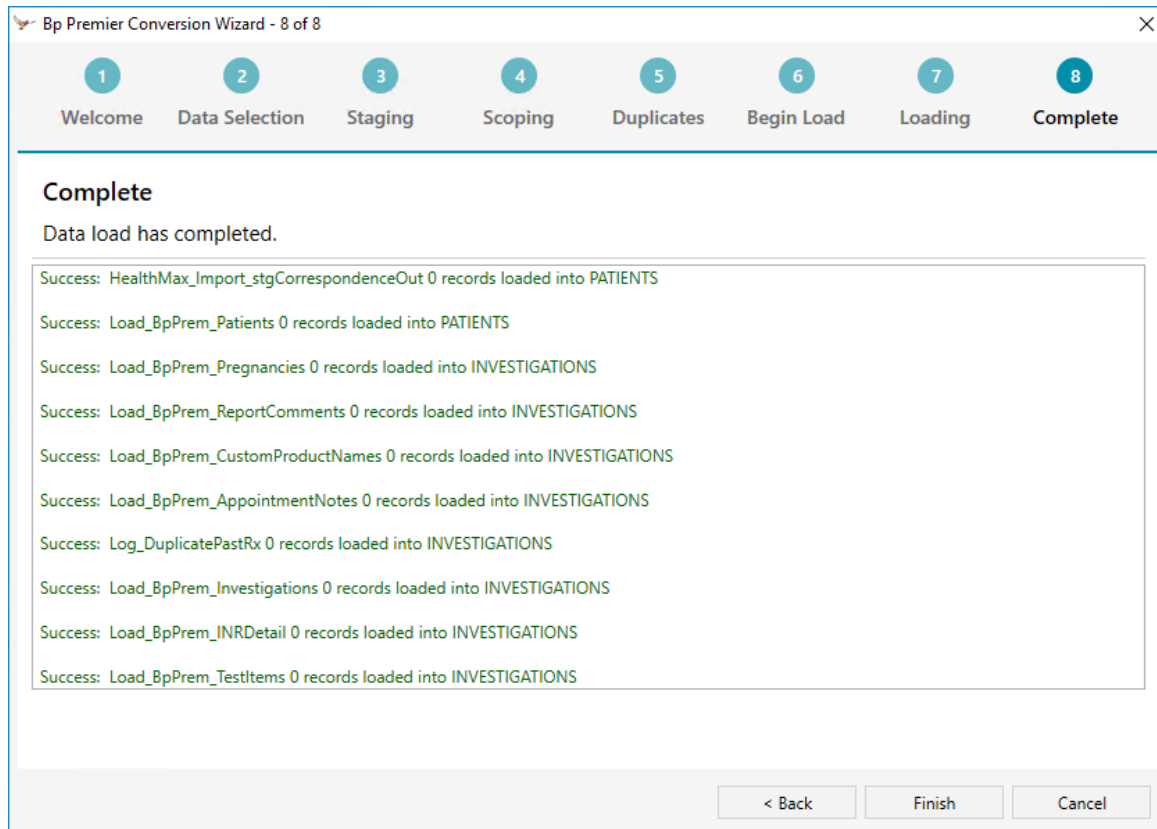 Bp Premier Conversion Wizard - 8 of 8
1 2 3 4 5 6 7 8
Welcome Data Selection Staging Scoping Duplicates Begin Load Loading Complete
Complete
Data load has completed.
Success: HealthMax_Import_stgCorrespondenceOut 0 records loaded into PATIENTS
Success: Load_BpPrem_Patients 0 records loaded into PATIENTS
Success: Load_BpPrem_Pregnancies 0 records loaded into INVESTIGATIONS
Success: Load_BpPrem_ReportComments 0 records loaded into INVESTIGATIONS
Success: Load_BpPrem_CustomProductNames 0 records loaded into INVESTIGATIONS
Success: Load_BpPrem_AppointmentNotes 0 records loaded into INVESTIGATIONS
Success: Log_DuplicatePastRx 0 records loaded into INVESTIGATIONS
Success: Load_BpPrem_Investigations 0 records loaded into INVESTIGATIONS
Success: Load_BpPrem_INRDetail 0 records loaded into INVESTIGATIONS
Success: Load_BpPrem_TestItems 0 records loaded into INVESTIGATIONS
< Back Finish Cancel